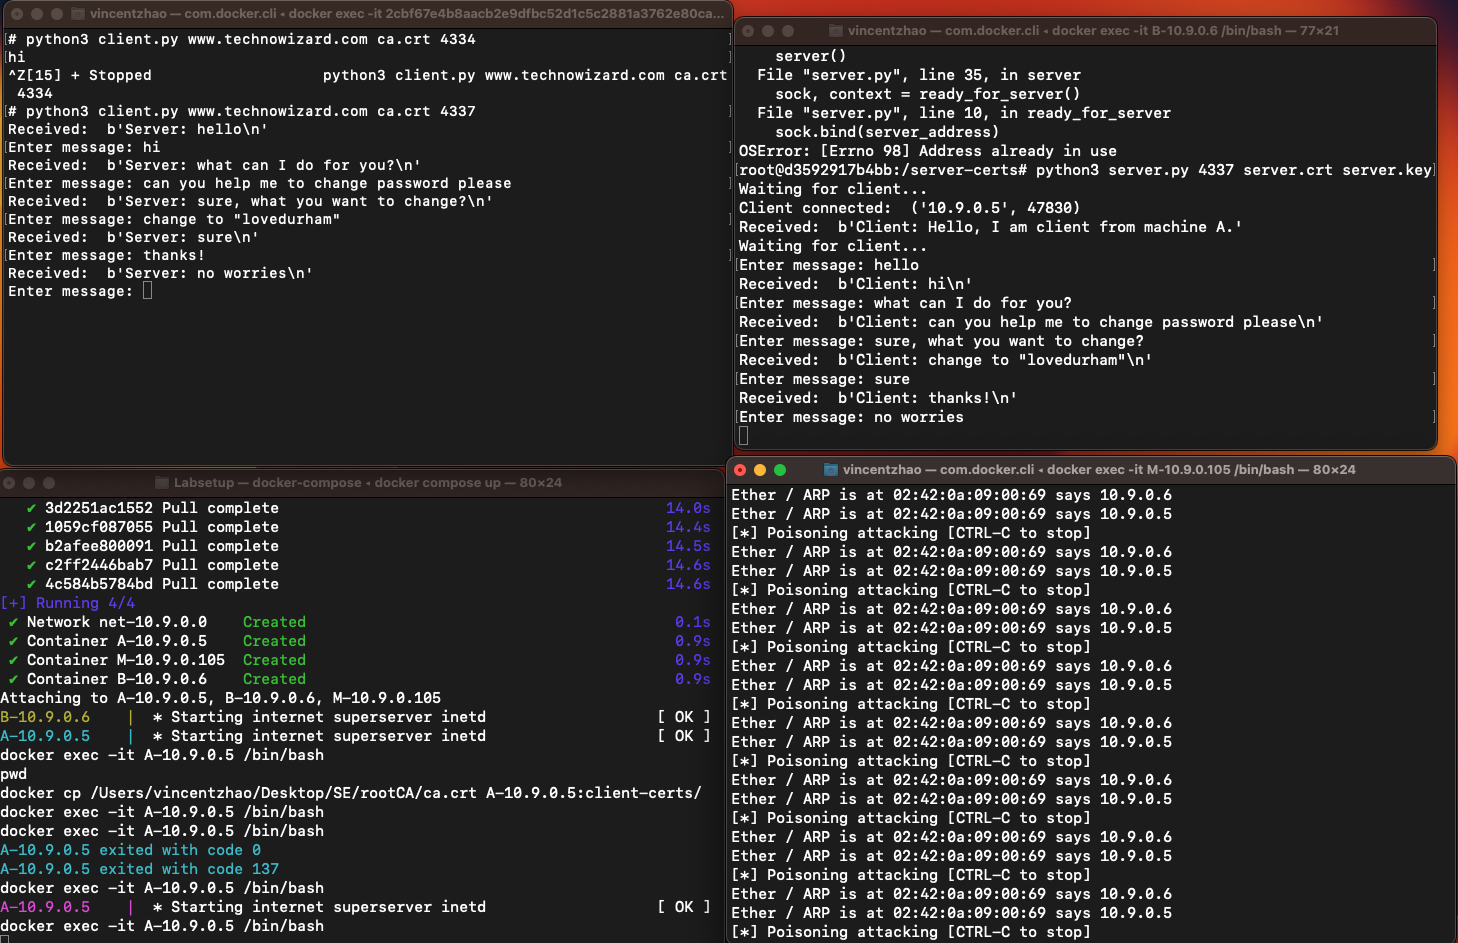 vincentzhao — com.docker.cli ◂ docker exec -it 2cbf67e4b8aacb2e9dfbc52d1c5c2881a3762e80ca...
# python3 client.py www.technowizard.com ca.crt 4334
hi
^Z[15] + Stopped                   python3 client.py www.technowizard.com ca.crt
 4334
# python3 client.py www.technowizard.com ca.crt 4337
Received:  b'Server: hello\n'
Enter message: hi
Received:  b'Server: what can I do for you?\n'
Enter message: can you help me to change password please
Received:  b'Server: sure, what you want to change?\n'
Enter message: change to "lovedurham"
Received:  b'Server: sure\n'
Enter message: thanks!
Received:  b'Server: no worries\n'
Enter message:
vincentzhao — com.docker.cli ◂ docker exec -it B-10.9.0.6 /bin/bash — 77×21
    server()
  File "server.py", line 35, in server
    sock, context = ready_for_server()
  File "server.py", line 10, in ready_for_server
    sock.bind(server_address)
OSError: [Errno 98] Address already in use
[root@d3592917b4bb:/server-certs# python3 server.py 4337 server.crt server.key]
Waiting for client...
Client connected:  ('10.9.0.5', 47830)
Received:  b'Client: Hello, I am client from machine A.'
Waiting for client...
Enter message: hello
Received:  b'Client: hi\n'
Enter message: what can I do for you?
Received:  b'Client: can you help me to change password please\n'
Enter message: sure, what you want to change?
Received:  b'Client: change to "lovedurham"\n'
Enter message: sure
Received:  b'Client: thanks!\n'
Enter message: no worries
Labsetup — docker-compose ◂ docker compose up — 80×24
✔ 3d2251ac1552 Pull complete 14.0s
✔ 1059cf087055 Pull complete 14.4s
✔ b2afee800091 Pull complete 14.5s
✔ c2ff2446bab7 Pull complete 14.6s
✔ 4c584b5784bd Pull complete 14.6s
[+] Running 4/4
✔ Network net-10.9.0.0    Created 0.1s
✔ Container A-10.9.0.5    Created 0.9s
✔ Container M-10.9.0.105  Created 0.9s
✔ Container B-10.9.0.6    Created 0.9s
Attaching to A-10.9.0.5, B-10.9.0.6, M-10.9.0.105
B-10.9.0.6    |  * Starting internet superserver inetd [ OK ]
A-10.9.0.5    |  * Starting internet superserver inetd [ OK ]
docker exec -it A-10.9.0.5 /bin/bash
pwd
docker cp /Users/vincentzhao/Desktop/SE/rootCA/ca.crt A-10.9.0.5:client-certs/
docker exec -it A-10.9.0.5 /bin/bash
docker exec -it A-10.9.0.5 /bin/bash
A-10.9.0.5 exited with code 0
A-10.9.0.5 exited with code 137
docker exec -it A-10.9.0.5 /bin/bash
A-10.9.0.5    |  * Starting internet superserver inetd [ OK ]
docker exec -it A-10.9.0.5 /bin/bash
vincentzhao — com.docker.cli ◂ docker exec -it M-10.9.0.105 /bin/bash — 80×24
Ether / ARP is at 02:42:0a:09:00:69 says 10.9.0.6
Ether / ARP is at 02:42:0a:09:00:69 says 10.9.0.5
[*] Poisoning attacking [CTRL-C to stop]
Ether / ARP is at 02:42:0a:09:00:69 says 10.9.0.6
Ether / ARP is at 02:42:0a:09:00:69 says 10.9.0.5
[*] Poisoning attacking [CTRL-C to stop]
Ether / ARP is at 02:42:0a:09:00:69 says 10.9.0.6
Ether / ARP is at 02:42:0a:09:00:69 says 10.9.0.5
[*] Poisoning attacking [CTRL-C to stop]
Ether / ARP is at 02:42:0a:09:00:69 says 10.9.0.6
Ether / ARP is at 02:42:0a:09:00:69 says 10.9.0.5
[*] Poisoning attacking [CTRL-C to stop]
Ether / ARP is at 02:42:0a:09:00:69 says 10.9.0.6
Ether / ARP is at 02:42:0a:09:00:69 says 10.9.0.5
[*] Poisoning attacking [CTRL-C to stop]
Ether / ARP is at 02:42:0a:09:00:69 says 10.9.0.6
Ether / ARP is at 02:42:0a:09:00:69 says 10.9.0.5
[*] Poisoning attacking [CTRL-C to stop]
Ether / ARP is at 02:42:0a:09:00:69 says 10.9.0.6
Ether / ARP is at 02:42:0a:09:00:69 says 10.9.0.5
[*] Poisoning attacking [CTRL-C to stop]
Ether / ARP is at 02:42:0a:09:00:69 says 10.9.0.6
Ether / ARP is at 02:42:0a:09:00:69 says 10.9.0.5
[*] Poisoning attacking [CTRL-C to stop]